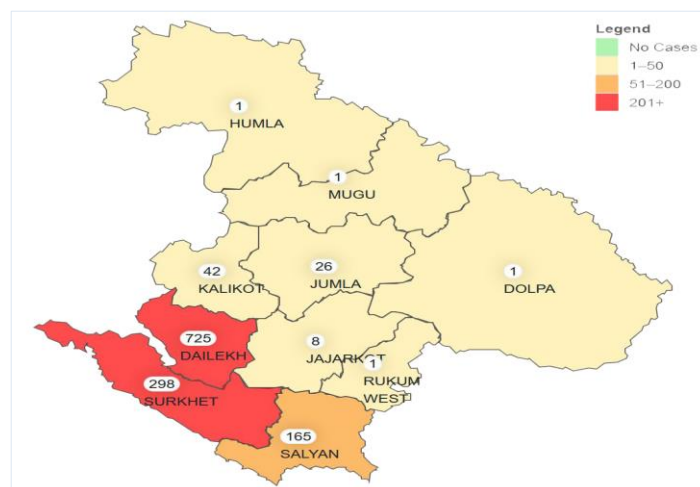 Legend
No Cases
1–50
51–200
201+
1
HUMLA
1
MUGU
42
KALIKOT
26
JUMLA
1
DOLPA
725
DAILEKH
8
JAJARKOT
1
RUKUM
WEST
298
SURKHET
165
SALYAN